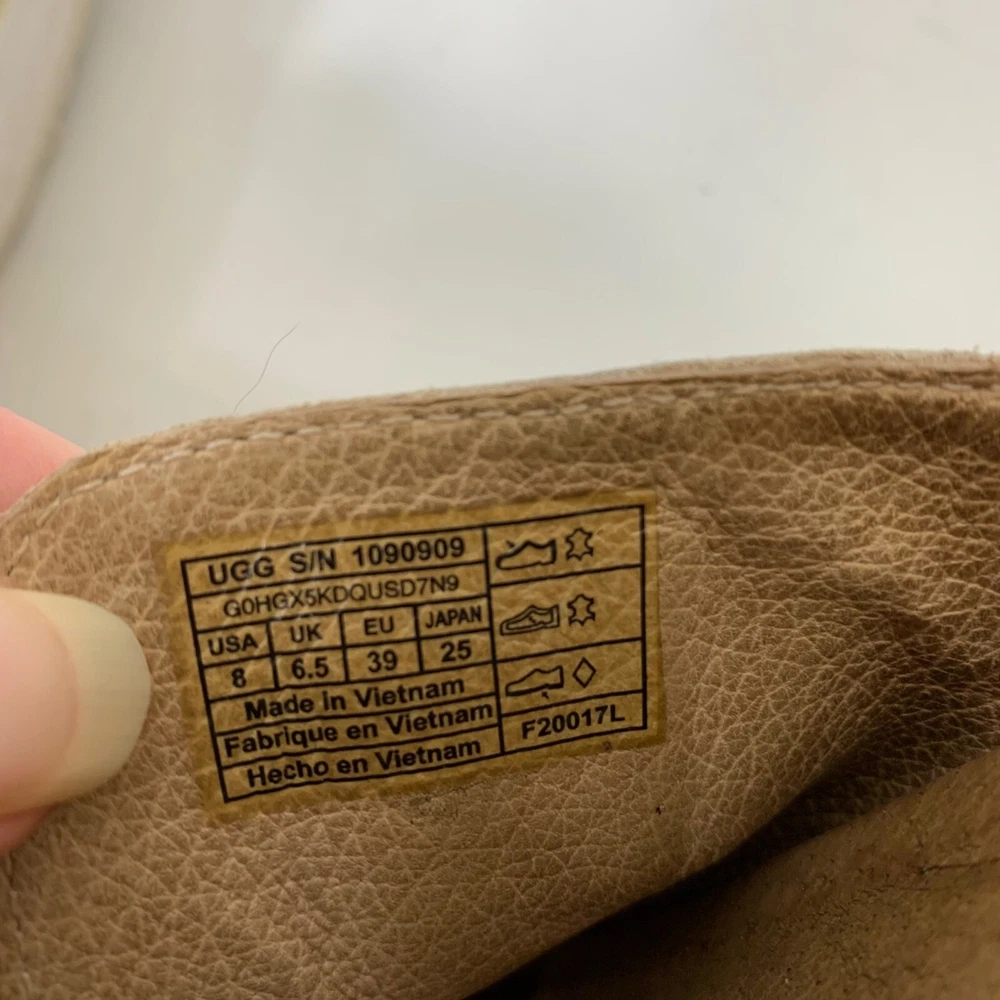 UGG S/N 1090909
G0HGX5KDQUSD7N9
USA UK EU JAPAN
8 6.5 39 25
Made in Vietnam
Fabrique en Vietnam
Hecho en Vietnam
F20017L